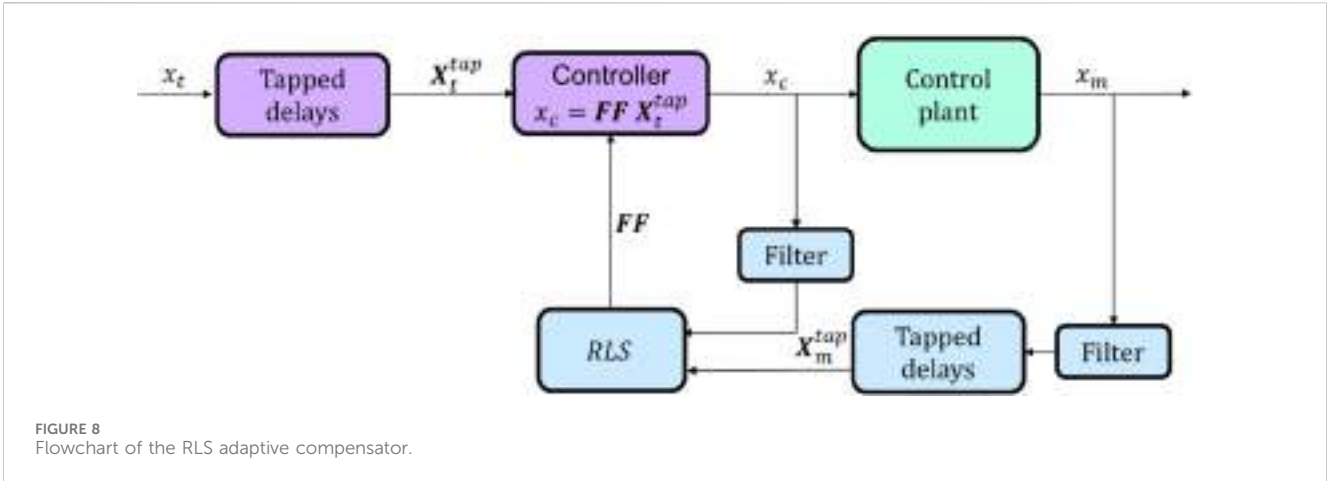 x_t
Tapped
delays
X_t^{tap}
Controller
x_c = FF X_t^{tap}
x_c
Control
plant
x_m
FF
Filter
RLS
X_m^{tap}
Tapped
delays
Filter
FIGURE 8
Flowchart of the RLS adaptive compensator.